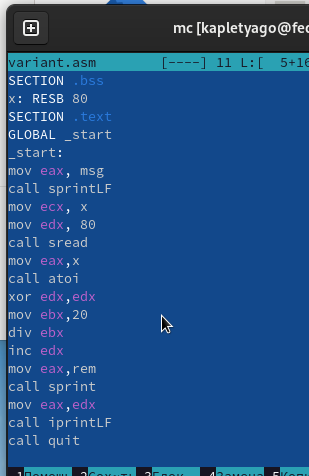 mc [kapletyago@fed
variant.asm [----] 11 L:[ 5+16
SECTION .bss
x: RESB 80
SECTION .text
GLOBAL _start
_start:
mov eax, msg
call sprintLF
mov ecx, x
mov edx, 80
call sread
mov eax,x
call atoi
xor edx,edx
mov ebx,20
div ebx
inc edx
mov eax,rem
call sprint
mov eax,edx
call iprintLF
call quit